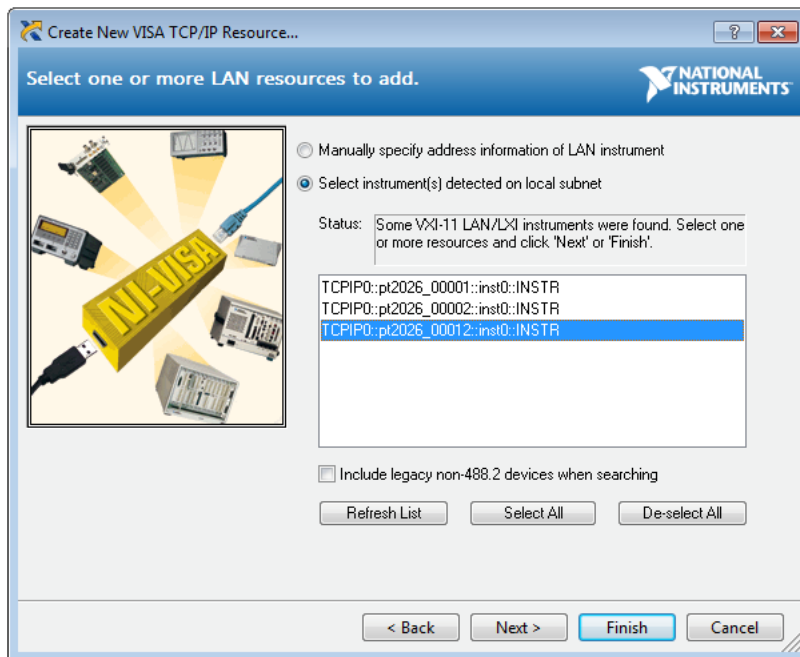 Create New VISA TCP/IP Resource...
?
Select one or more LAN resources to add.
NATIONAL
INSTRUMENTS™
NI-VISA
Manually specify address information of LAN instrument
Select instrument(s) detected on local subnet
Status:
Some VXI-11 LAN/LXI instruments were found. Select one
or more resources and click 'Next' or 'Finish'.
TCPIP0::pt2026_00001::inst0::INSTR
TCPIP0::pt2026_00002::inst0::INSTR
TCPIP0::pt2026_00012::inst0::INSTR
Include legacy non-488.2 devices when searching
Refresh List
Select All
De-select All
< Back
Next >
Finish
Cancel